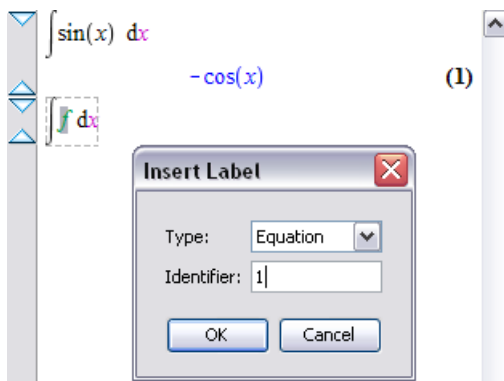 ∫sin(x) dx
−cos(x) (1)
∫f dx
Insert Label
Type: Equation
Identifier: 1
OK Cancel